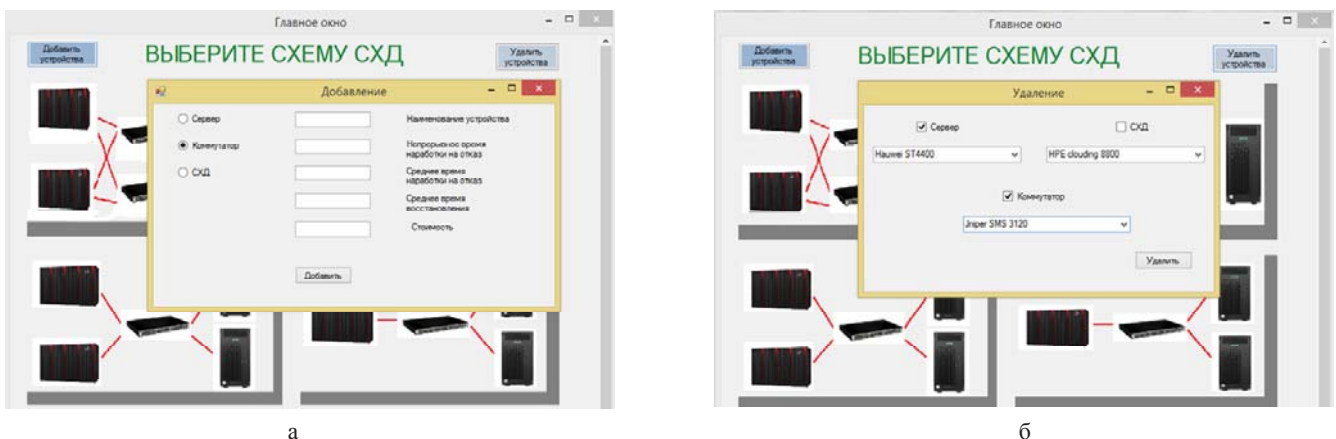 Главное окно
Добавить
устройства
ВЫБЕРИТЕ СХЕМУ СХД
Удалить
устройства
Добавление
Сервер
Наименование устройства
Коммутатор
Непрерывное время
наработки на отказ
СХД
Среднее время
наработки на отказ
Среднее время
восстановления
Стоимость
Добавить
а
Главное окно
Добавить
устройства
ВЫБЕРИТЕ СХЕМУ СХД
Удалить
устройства
Удаление
Сервер
СХД
Hauwei ST4400
HPE clouding 8800
Коммутатор
Jniper SMS 3120
Удалить
б